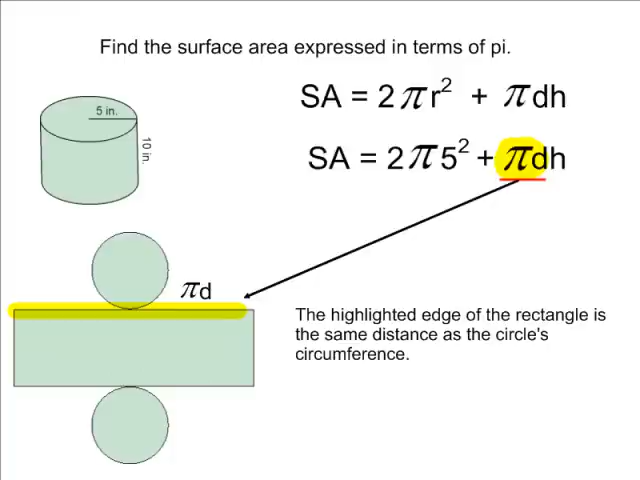 Find the surface area expressed in terms of pi.
SA = 2πr² + πdh
5 in.
10 in.
SA = 2π5² + πdh
πd
The highlighted edge of the rectangle is
the same distance as the circle's
circumference.